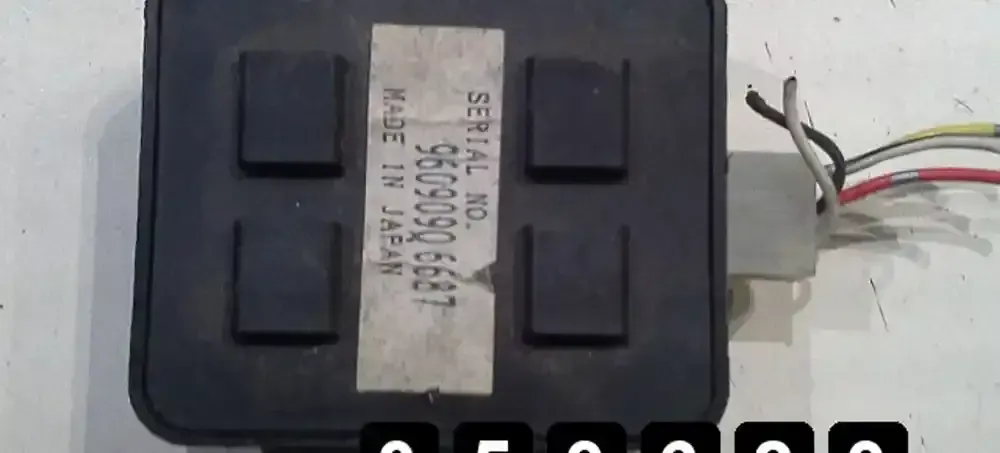 SERIAL NO.
9609090 6687
MADE IN JAPAN